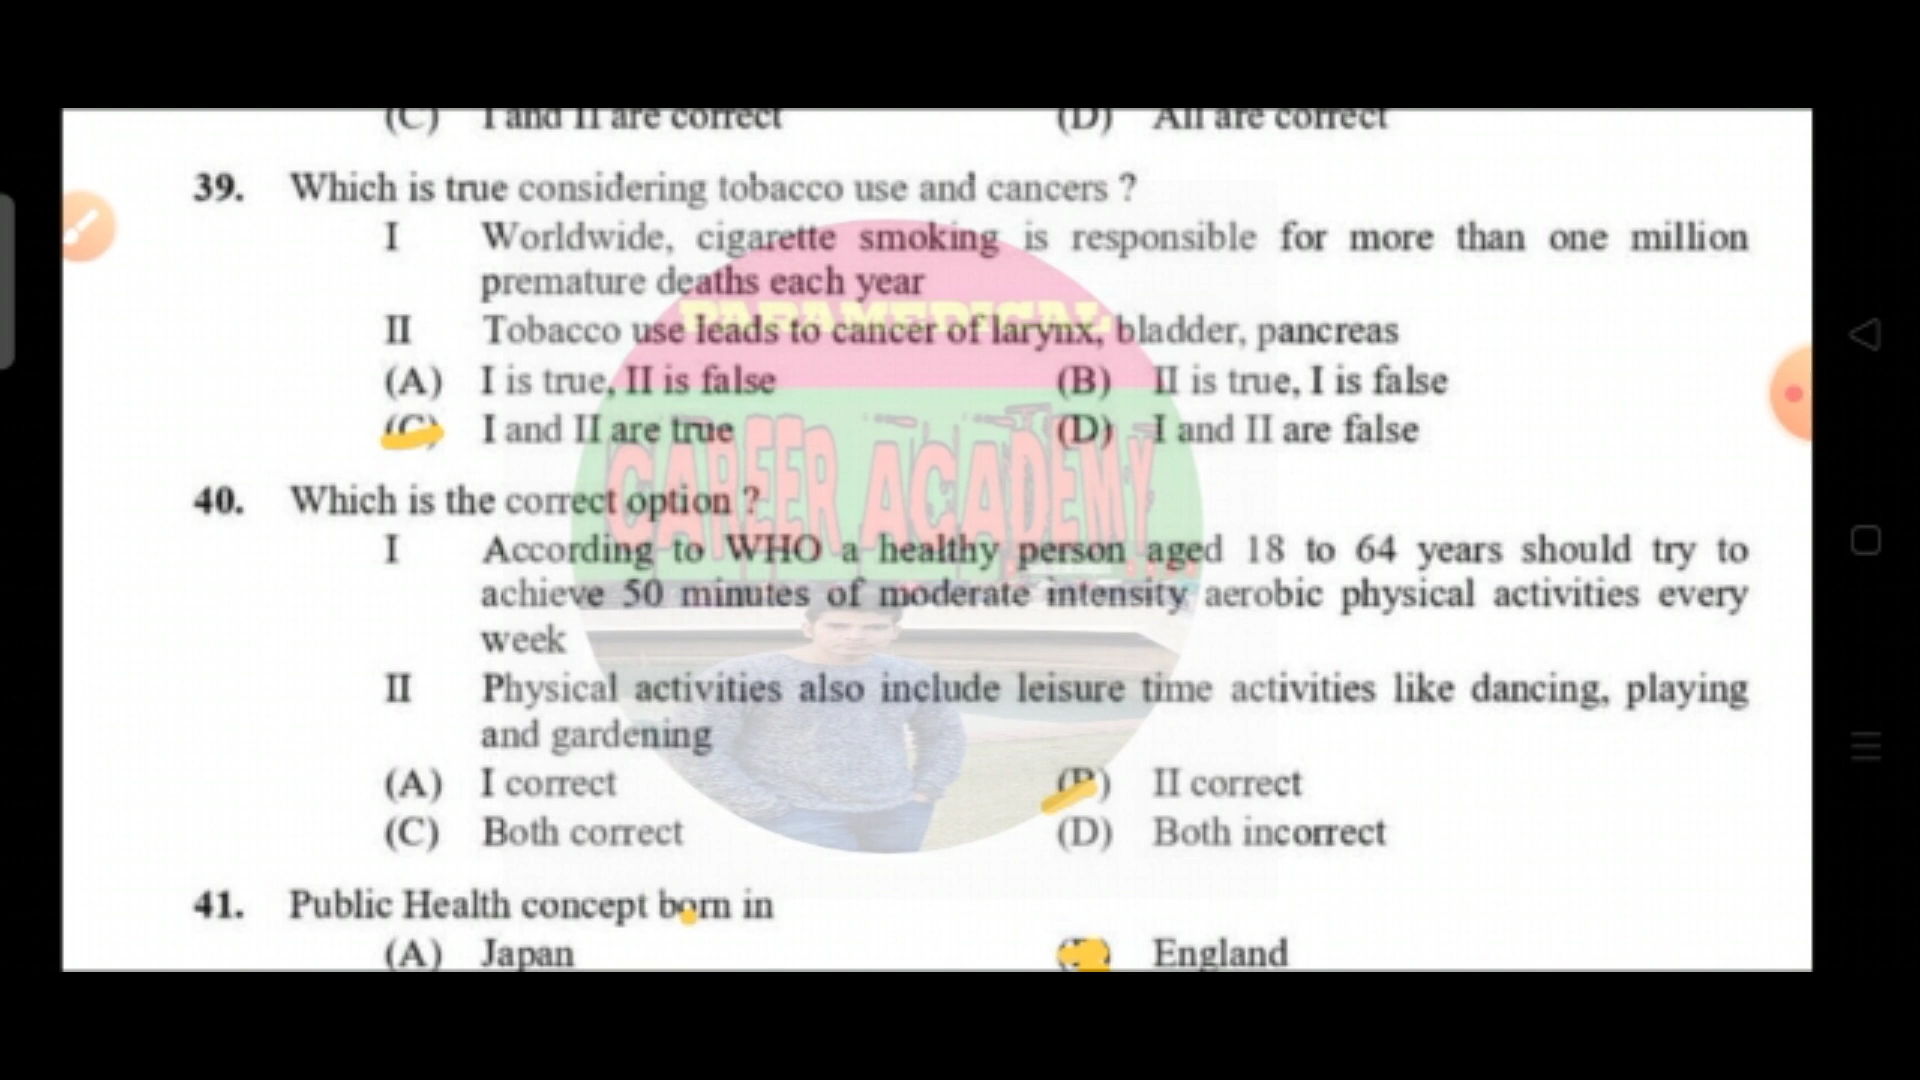 (C) I and II are correct (D) All are correct
39. Which is true considering tobacco use and cancers ?
I Worldwide, cigarette smoking is responsible for more than one million
premature deaths each year
PARAMEDICAL
II Tobacco use leads to cancer of larynx, bladder, pancreas
(A) I is true, II is false (B) II is true, I is false
(C) I and II are true (D) I and II are false
CAREER ACADEMY
40. Which is the correct option ?
I According to WHO a healthy person aged 18 to 64 years should try to
achieve 50 minutes of moderate intensity aerobic physical activities every
week
II Physical activities also include leisure time activities like dancing, playing
and gardening
(A) I correct (B) II correct
(C) Both correct (D) Both incorrect
41. Public Health concept born in
(A) Japan (B) England